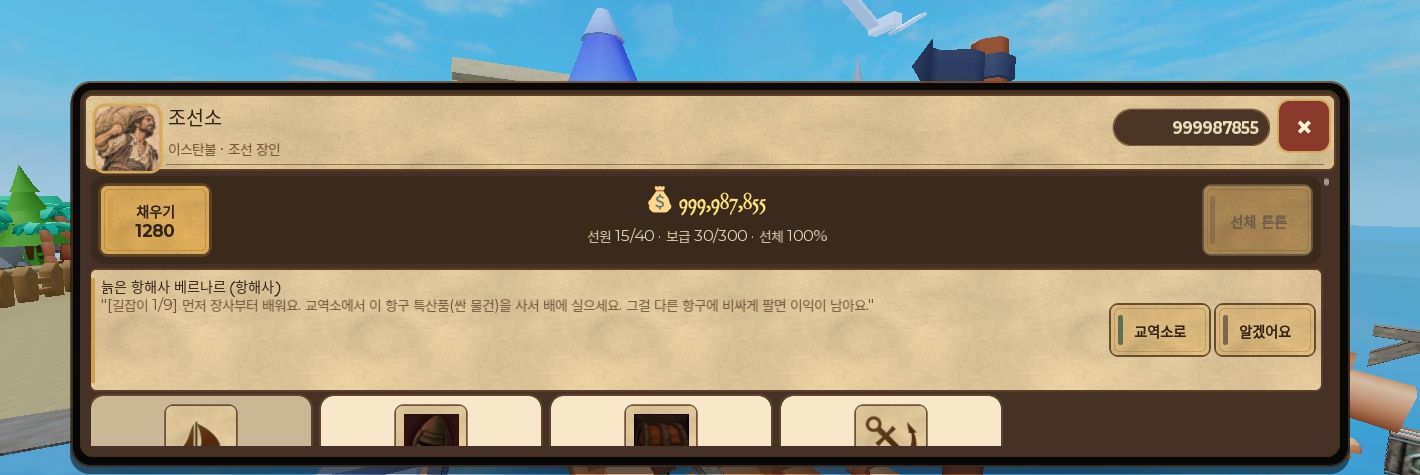 조선소
이스탄불 · 조선 장인
999987855
×
채우기
1280
$ 999,987,855
선원 15/40 · 보급 30/300 · 선체 100%
선체 튼튼
늙은 항해사 베르나르 (항해사)
"[길잡이 1/9] 먼저 장사부터 배워요. 교역소에서 이 항구 특산품(싼 물건)을 사서 배에 실으세요. 그걸 다른 항구에 비싸게 팔면 이익이 남아요."
교역소로
알겠어요